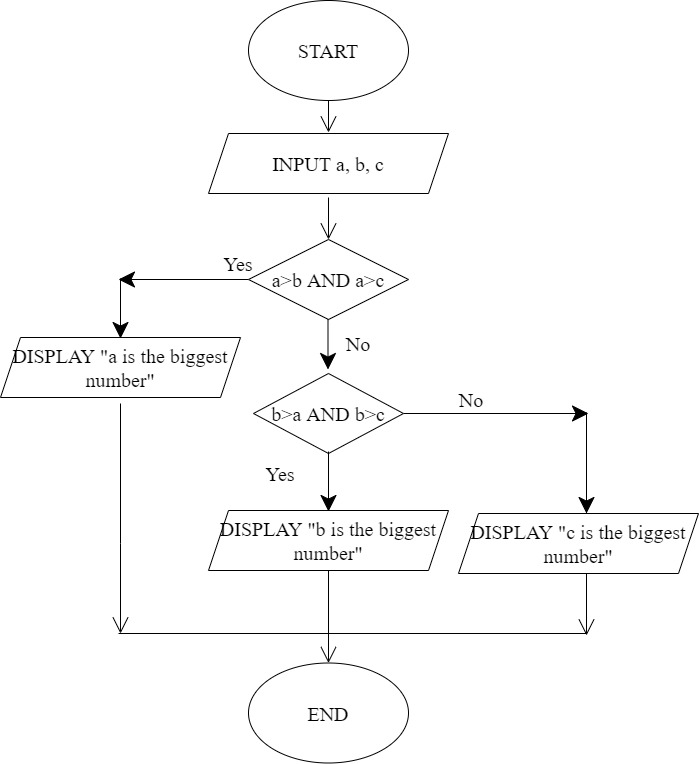 START
INPUT a, b, c
Yes
a>b AND a>c
No
DISPLAY "a is the biggest
number"
b>a AND b>c
No
Yes
DISPLAY "b is the biggest
number"
DISPLAY "c is the biggest
number"
END